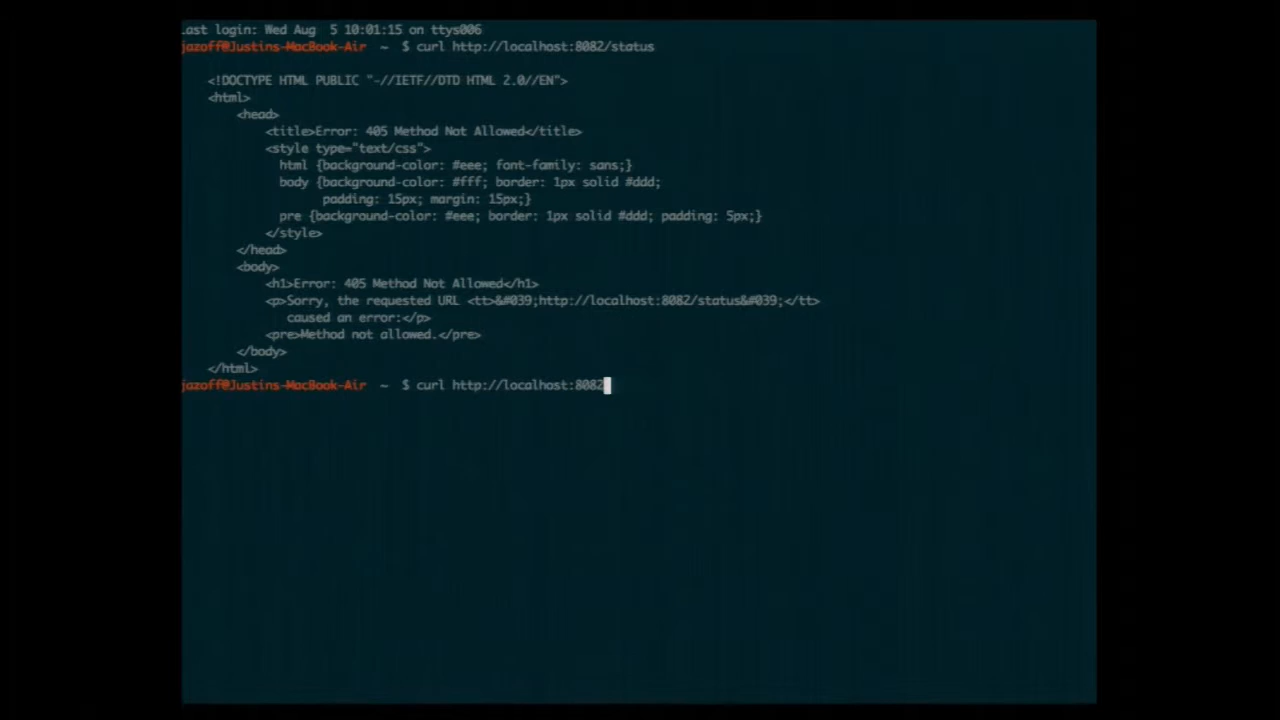 Last login: Wed Aug  5 10:01:15 on ttys006
jazoff@Justins-MacBook-Air  ~  $ curl http://localhost:8082/status
<!DOCTYPE HTML PUBLIC "-//IETF//DTD HTML 2.0//EN">
<html>
<head>
<title>Error: 405 Method Not Allowed</title>
<style type="text/css">
html {background-color: #eee; font-family: sans;}
body {background-color: #fff; border: 1px solid #ddd;
padding: 15px; margin: 15px;}
pre {background-color: #eee; border: 1px solid #ddd; padding: 5px;}
</style>
</head>
<body>
<h1>Error: 405 Method Not Allowed</h1>
<p>Sorry, the requested URL <tt>&#039;http://localhost:8082/status&#039;</tt>
caused an error:</p>
<pre>Method not allowed.</pre>
</body>
</html>
jazoff@Justins-MacBook-Air  ~  $ curl http://localhost:8082